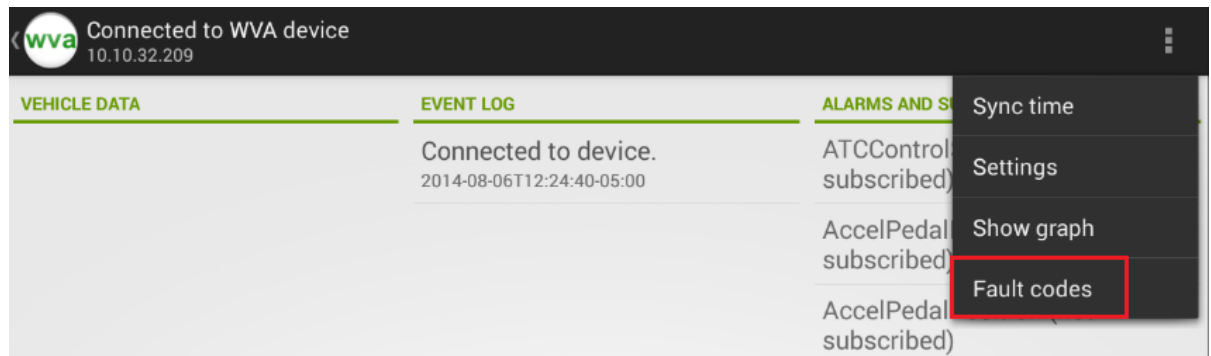 wva
Connected to WVA device
10.10.32.209
VEHICLE DATA
EVENT LOG
Connected to device.
2014-08-06T12:24:40-05:00
ALARMS AND
ATCControl
subscribed)
AccelPedal
subscribed)
AccelPedal
subscribed)
Sync time
Settings
Show graph
Fault codes